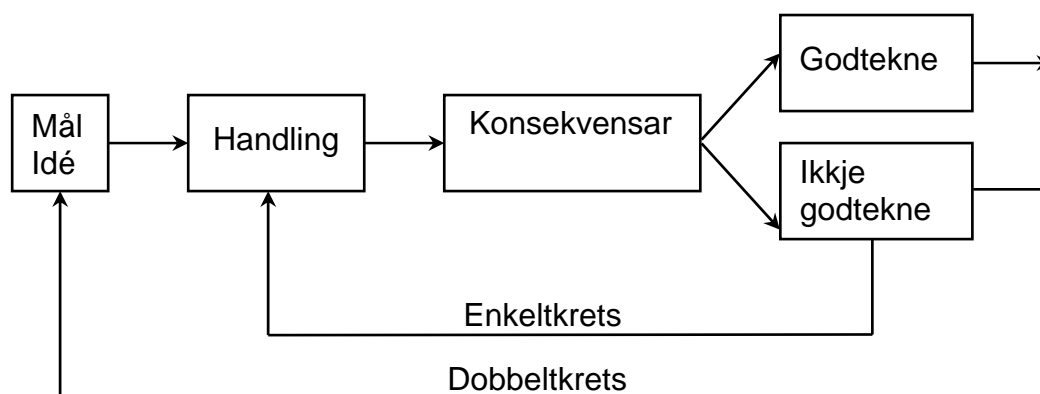 Mål
Idé
Handling
Konsekvensar
Godtekne
Ikkje
godtekne
Enkeltkrets
Dobbeltkrets